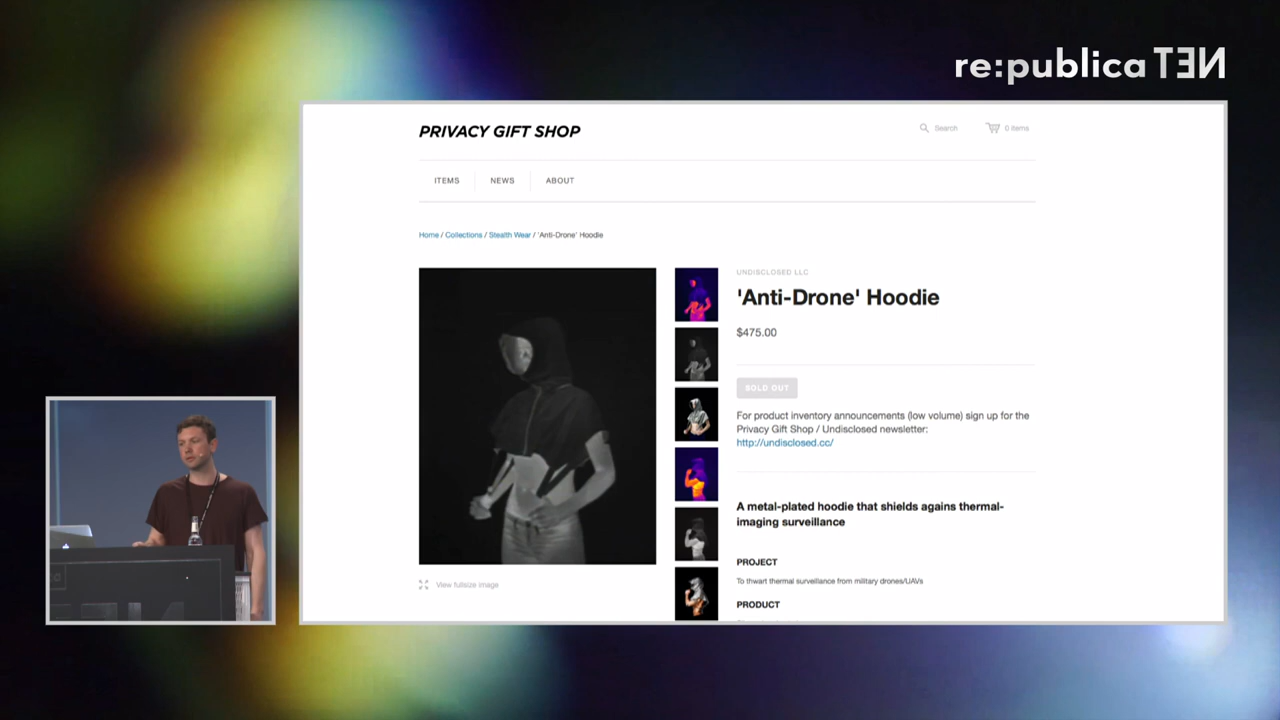 re:publica TEN
PRIVACY GIFT SHOP
Search
0 items
ITEMS
NEWS
ABOUT
Home / Collections / Stealth Wear / 'Anti-Drone' Hoodie
UNDISCLOSED LLC
'Anti-Drone' Hoodie
$475.00
SOLD OUT
For product inventory announcements (low volume) sign up for the
Privacy Gift Shop / Undisclosed newsletter:
http://undisclosed.cc/
A metal-plated hoodie that shields agains thermal-
imaging surveillance
PROJECT
To thwart thermal surveillance from military drones/UAVs
PRODUCT
View fullsize image